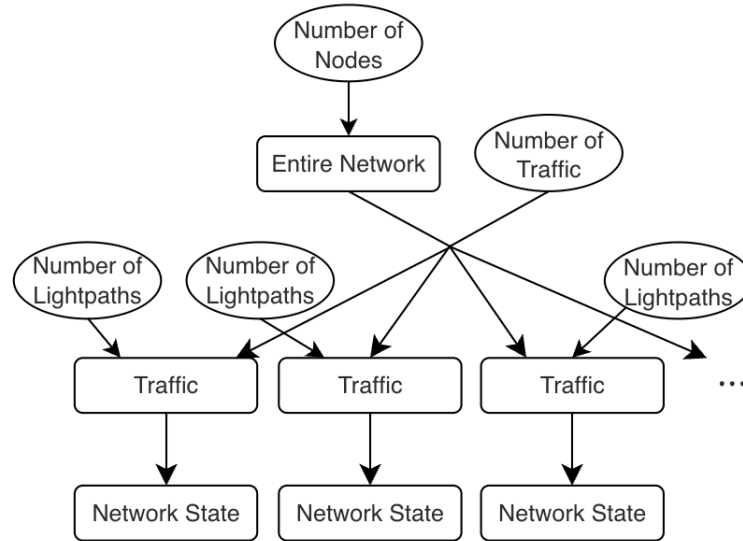 Number of
Nodes
Entire Network
Number of
Traffic
Number of
Lightpaths
Number of
Lightpaths
Number of
Lightpaths
Traffic
Traffic
Traffic
...
Network State
Network State
Network State